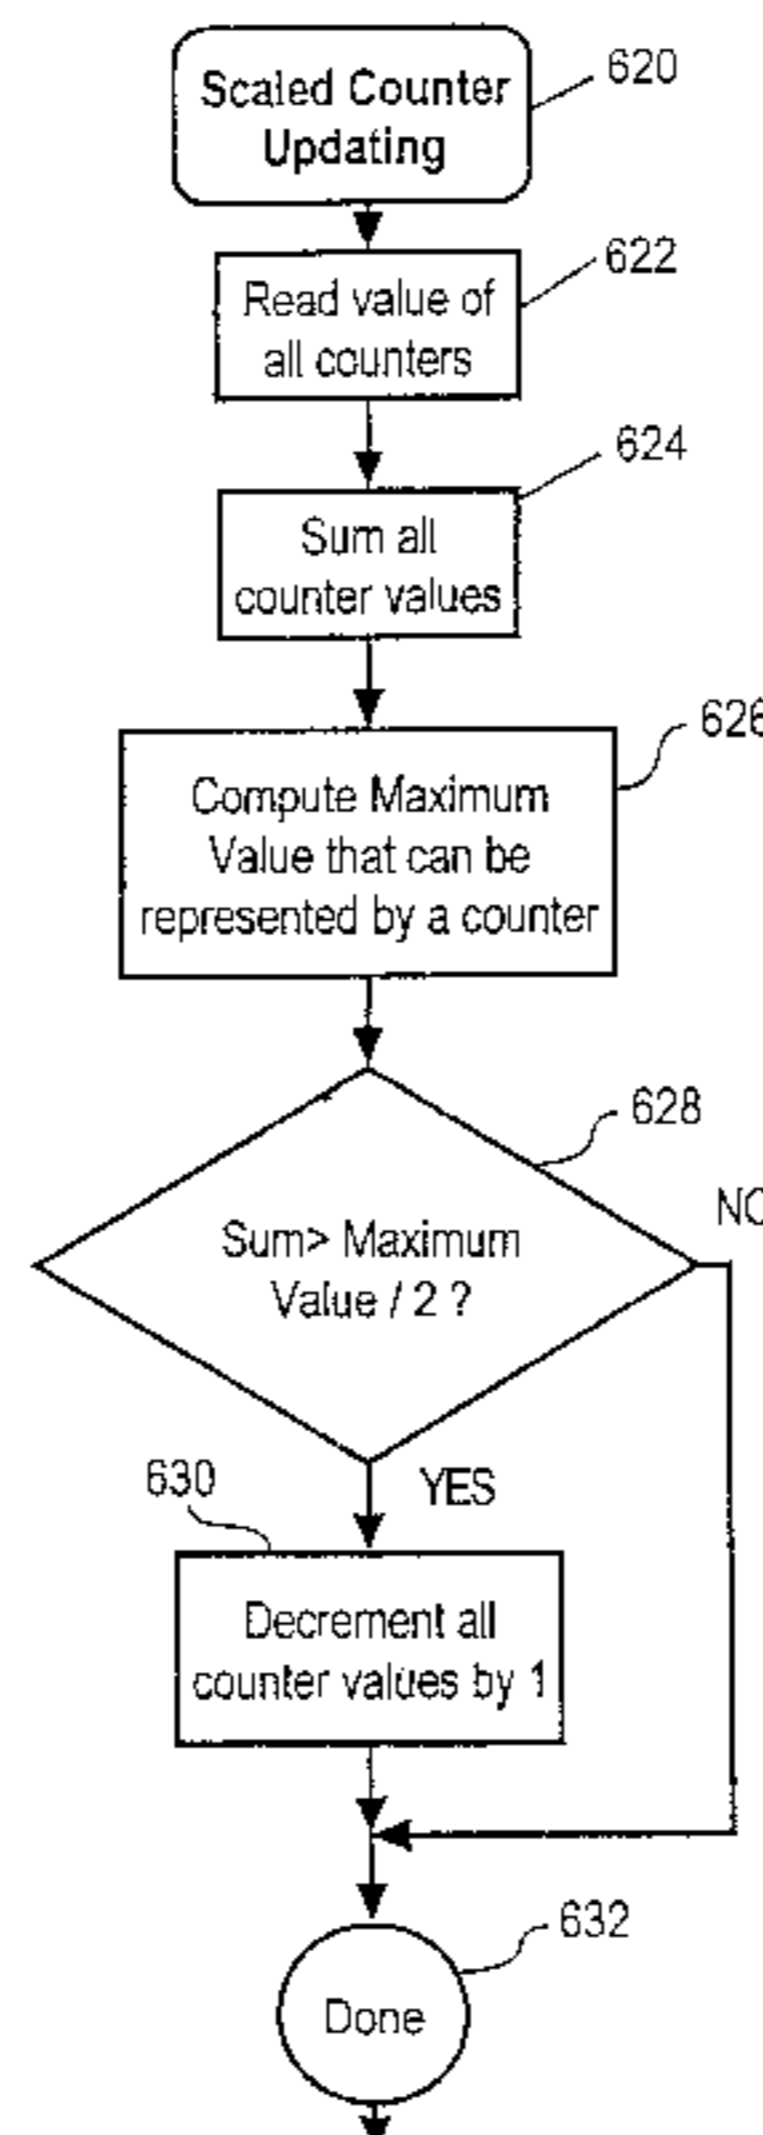 Scaled Counter
Updating
620
Read value of
all counters
622
624
Sum all
counter values
626
Compute Maximum
Value that can be
represented by a counter
628
NO
Sum> Maximum
Value / 2 ?
630
YES
Decrement all
counter values by 1
632
Done